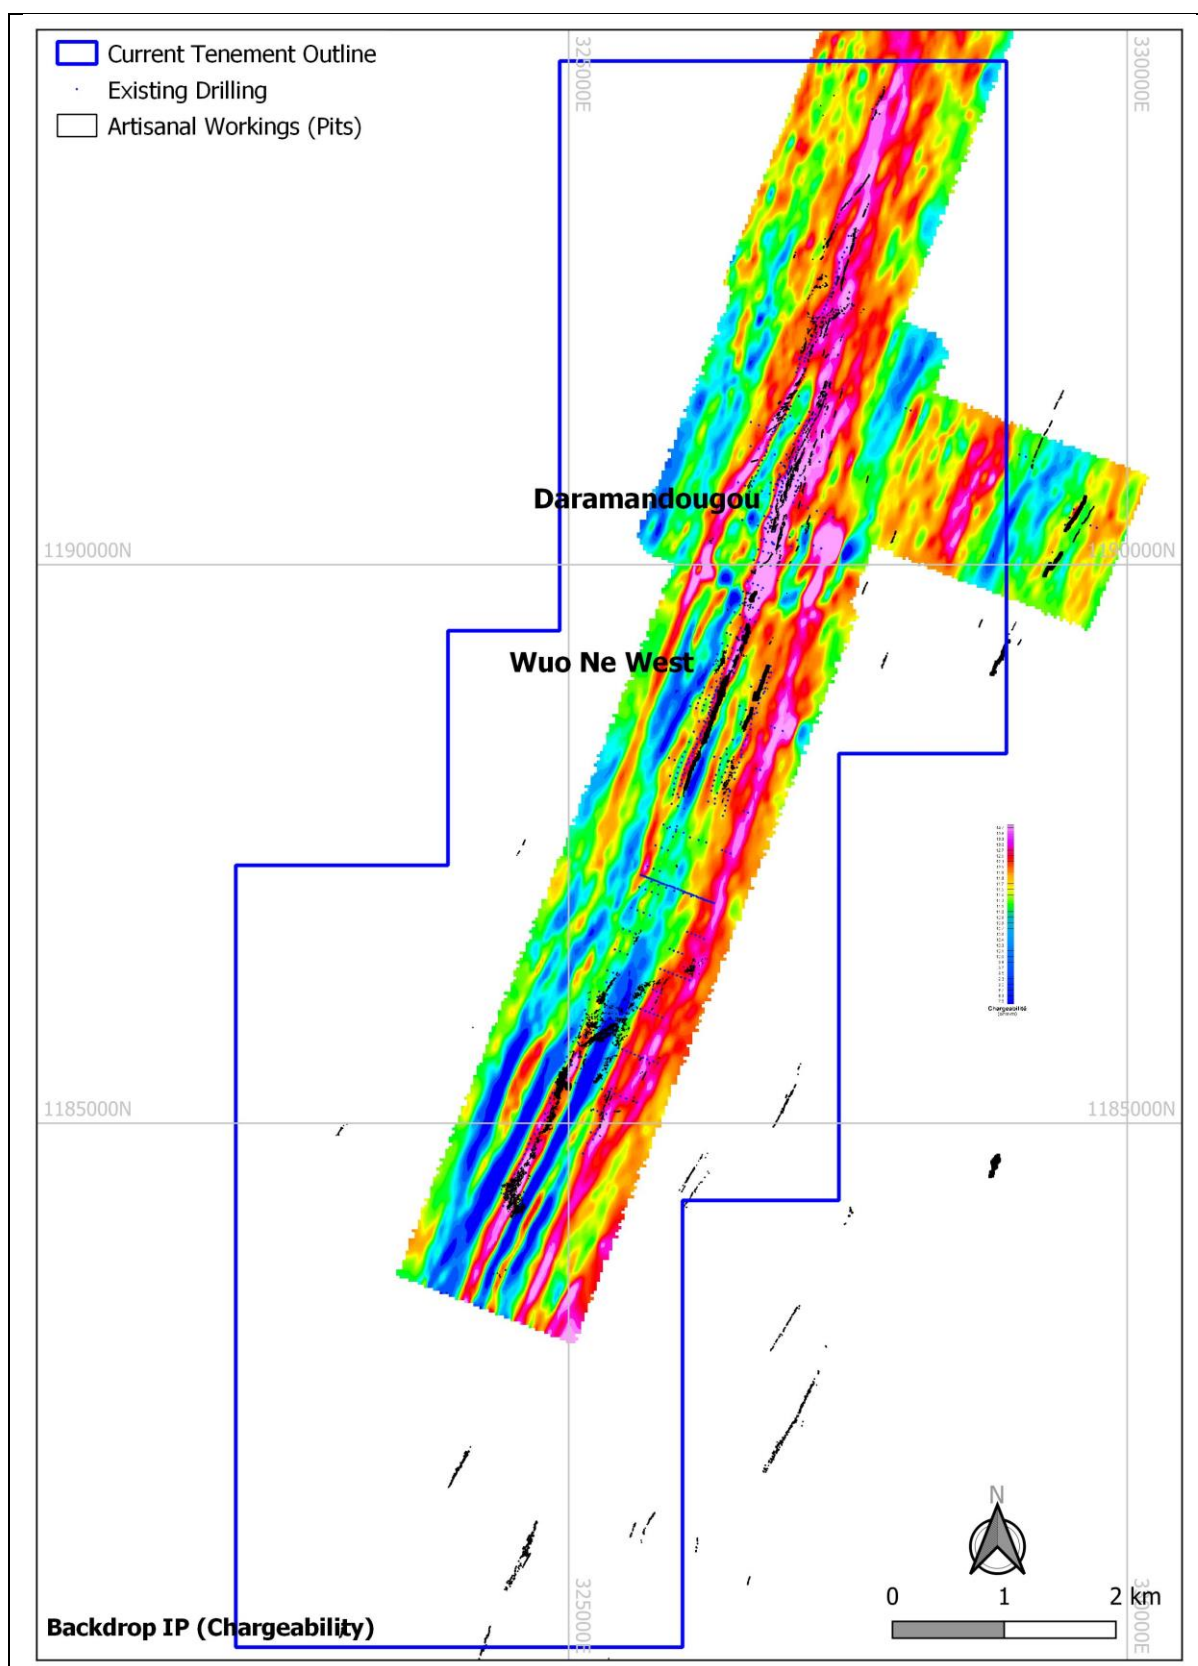 Current Tenement Outline
Existing Drilling
Artisanal Workings (Pits)
325000E
330000E
Daramandougou
1190000N
1190000N
Wuo Ne West
Chargeabilité
1185000N
1185000N
N
0 1 2 km
325000E
330000E
Backdrop IP (Chargeability)